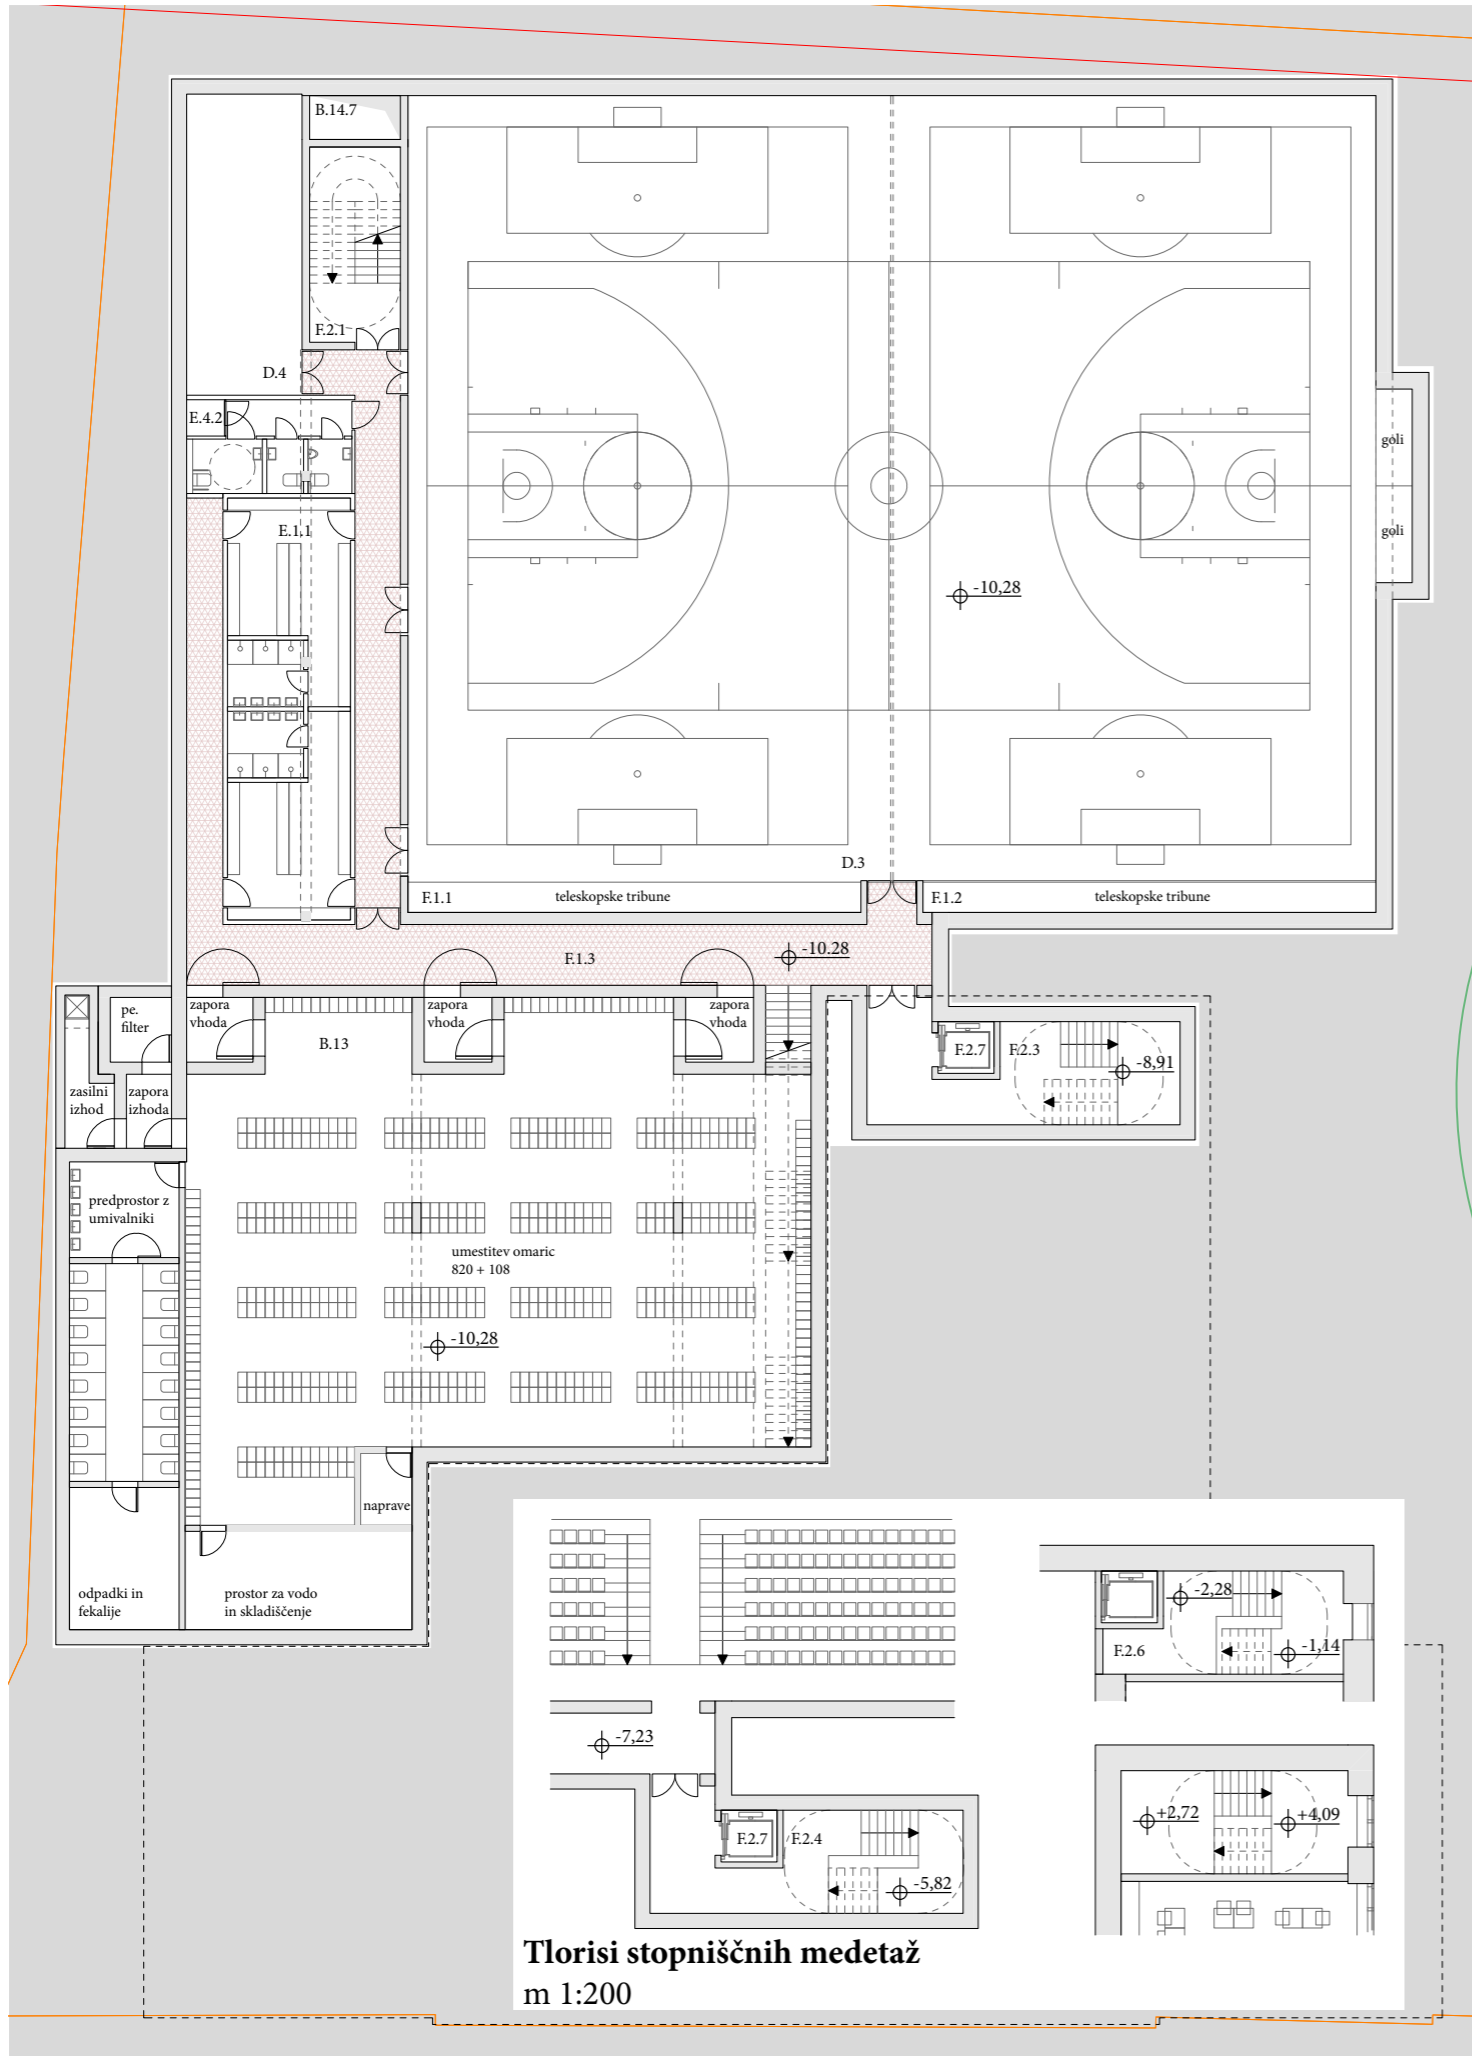 B.14.7
F.2.1
D.4
E.4.2
goli
E.1.1
goli
-10,28
D.3
F.1.1
teleskopske tribune
F.1.2
teleskopske tribune
F.1.3
-10.28
pe.
filter
zapora
vhoda
zapora
vhoda
zapora
vhoda
B.13
F.2.7
F.2.3
-8,91
zasilni
izhod
zapora
izhoda
predprostor z
umivalniki
umestitev omaric
820 + 108
-10,28
naprave
odpadki in
fekalije
prostor za vodo
in skladiščenje
-2,28
F.2.6
-1,14
-7,23
+2,72
+4,09
F.2.7
F.2.4
-5,82
Tlorisi stopniščnih medetaž
m 1:200